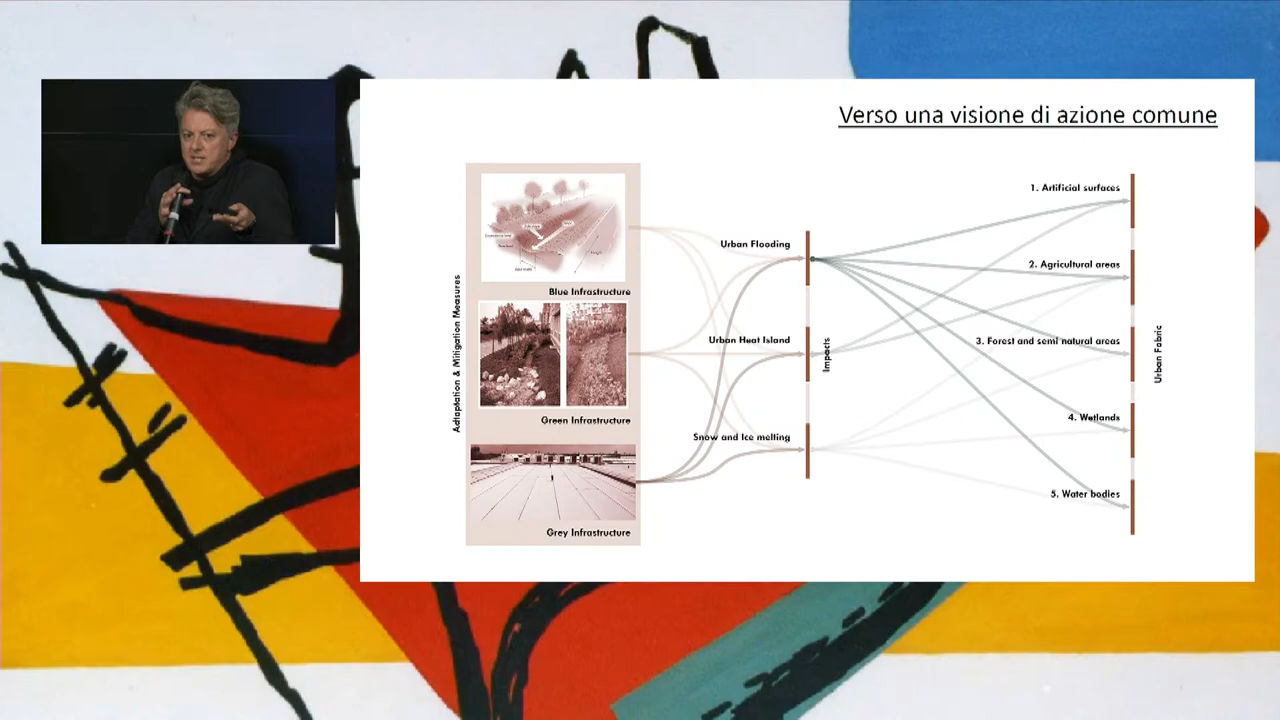 Verso una visione di azione comune
Adtaptation & Mitigation Measures
Blue Infrastructure
Green Infrastructure
Grey Infrastructure
Urban Flooding
Urban Heat Island
Snow and Ice melting
Impacts
1. Artificial surfaces
2. Agricultural areas
3. Forest and semi natural areas
4. Wetlands
5. Water bodies
Urban Fabric